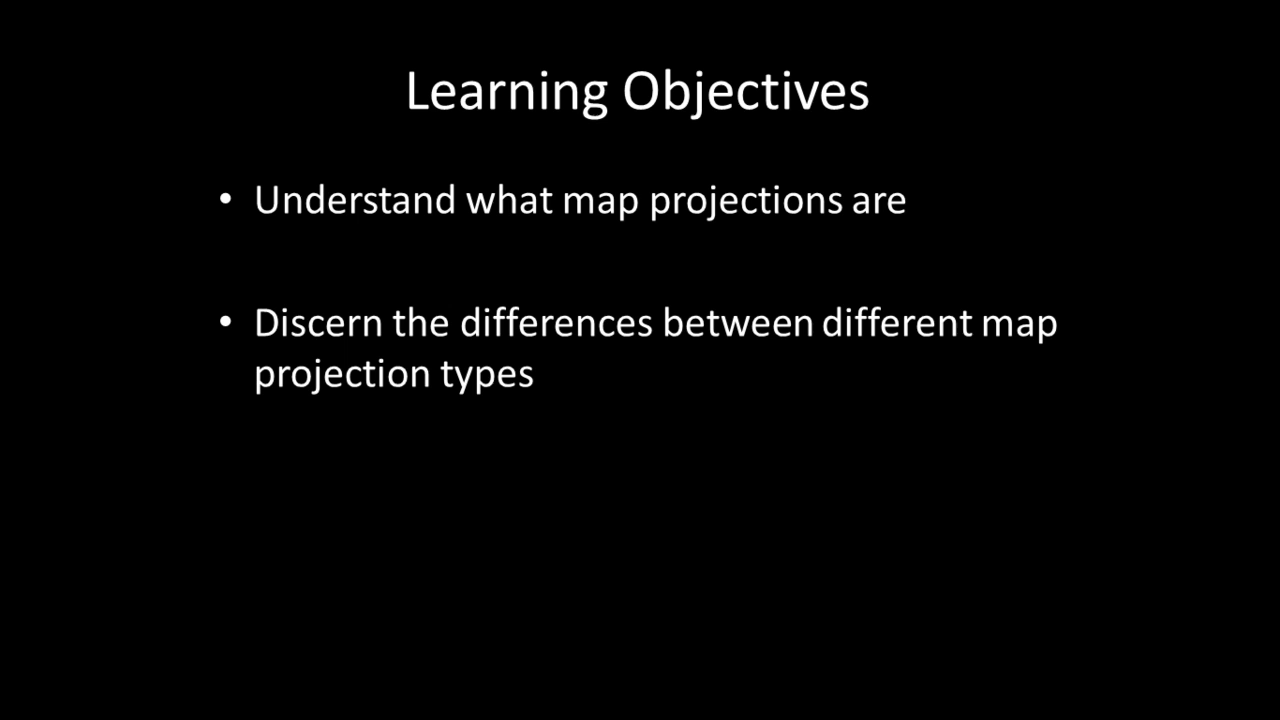 Learning Objectives
• Understand what map projections are
• Discern the differences between different map
projection types